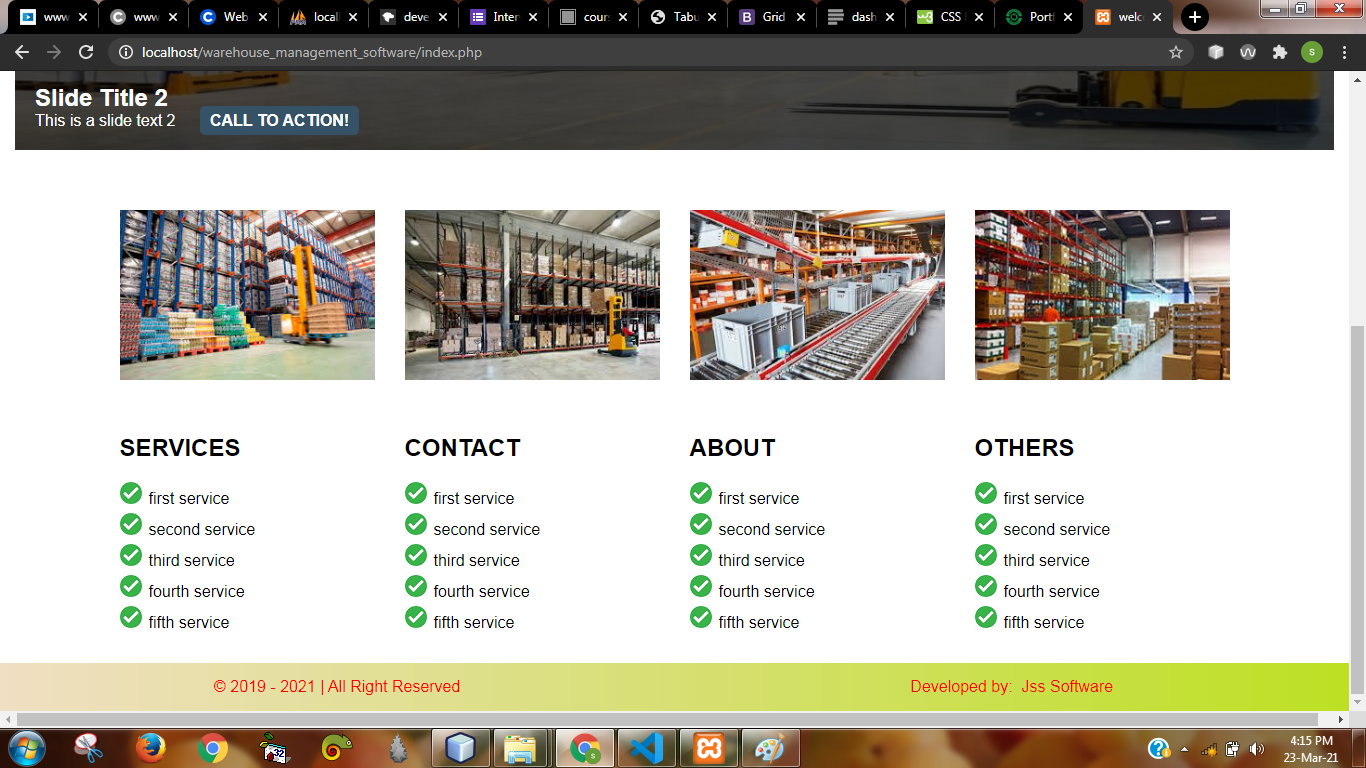 www
www
Web
locall
deve
Inter
cours
Tabu
Grid
dash
CSS
Portf
welc
localhost/warehouse_management_software/index.php
s
Slide Title 2
This is a slide text 2 CALL TO ACTION!
SERVICES CONTACT ABOUT OTHERS
first service first service first service first service
second service second service second service second service
third service third service third service third service
fourth service fourth service fourth service fourth service
fifth service fifth service fifth service fifth service
© 2019 - 2021 | All Right Reserved Developed by: Jss Software
4:15 PM
23-Mar-21